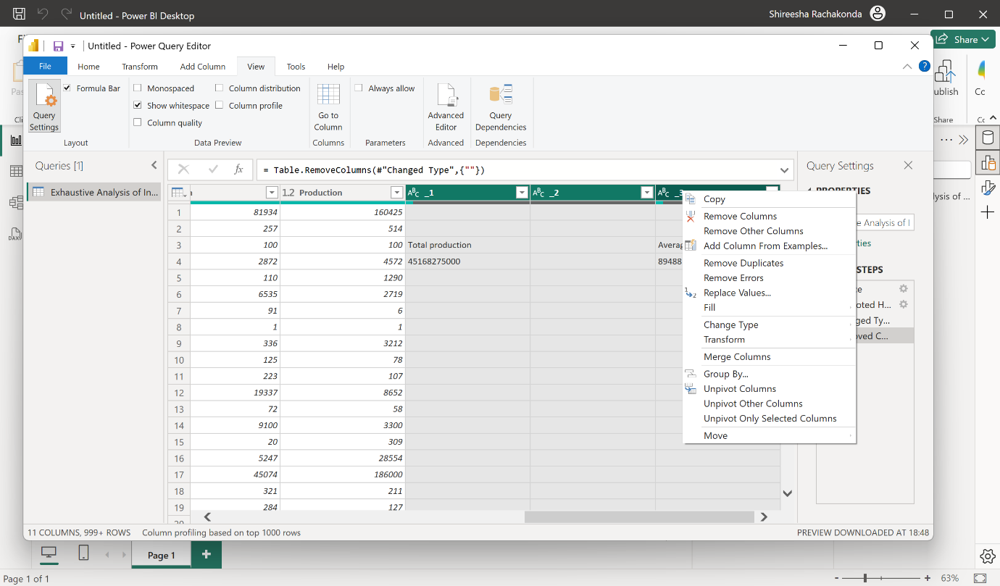 Untitled - Power BI Desktop
Shireesha Rachakonda
Share
Untitled - Power Query Editor
File Home Transform Add Column View Tools Help
Formula Bar
Monospaced
Column distribution
Always allow
Show whitespace
Column profile
Column quality
Query Settings
Go to Column
Advanced Editor
Query Dependencies
Layout
Data Preview
Columns
Parameters
Advanced
Dependencies
ublish
Share
Queries [1]
fx
= Table.RemoveColumns(#"Changed Type",{""})
Query Settings
Exhaustive Analysis of In...
1.2 Production
ABC _1
ABC _2
ABC _3
1 81934 160425
2 257 514
3 100 100 Total production Averag
4 2872 4572 45168275000 89488
5 110 1290
6 6535 2719
7 91 6
8 1 1
9 336 3212
10 125 78
11 223 107
12 19337 8652
13 72 58
14 9100 3300
15 20 309
16 5247 28554
17 45074 186000
18 321 211
19 284 127
20
Copy
Remove Columns
Remove Other Columns
Add Column From Examples...
Remove Duplicates
Remove Errors
Replace Values...
Fill
Change Type
Transform
Merge Columns
Group By...
Unpivot Columns
Unpivot Other Columns
Unpivot Only Selected Columns
Move
PROPERTIES
e Analysis of I
ties
STEPS
ce
oted H...
ged Ty...
oved C...
lysis of ...
DAX
11 COLUMNS, 999+ ROWS
Column profiling based on top 1000 rows
PREVIEW DOWNLOADED AT 18:48
Page 1
+
Page 1 of 1
- + 63%